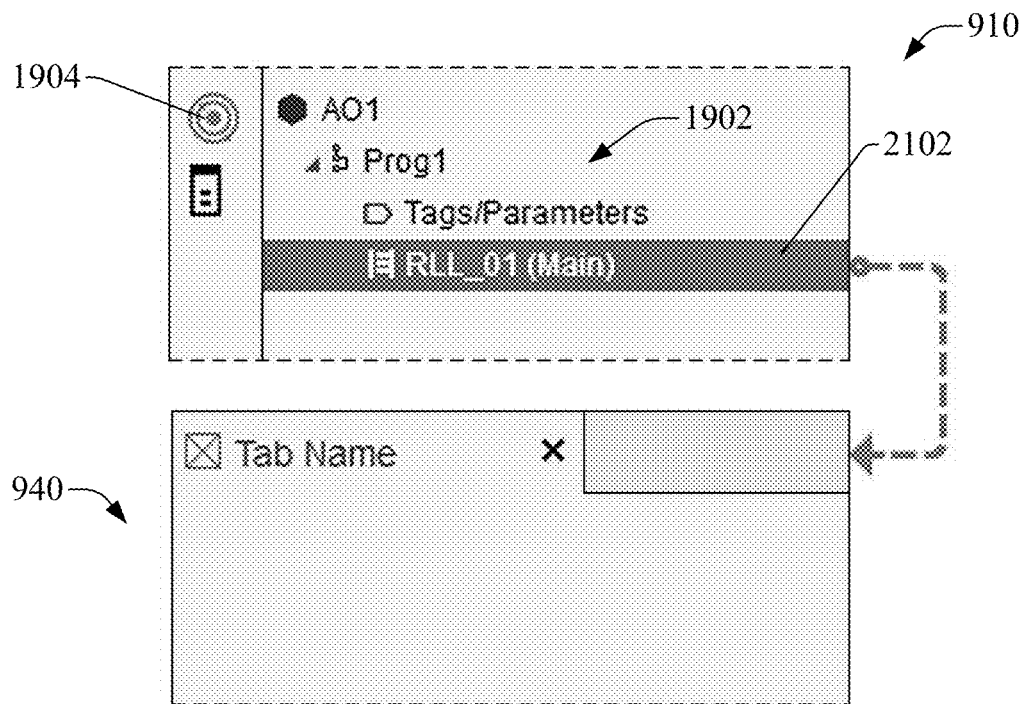 910
1904
AO1
1902
2102
Prog1
Tags/Parameters
RLL_01 (Main)
Tab Name
940